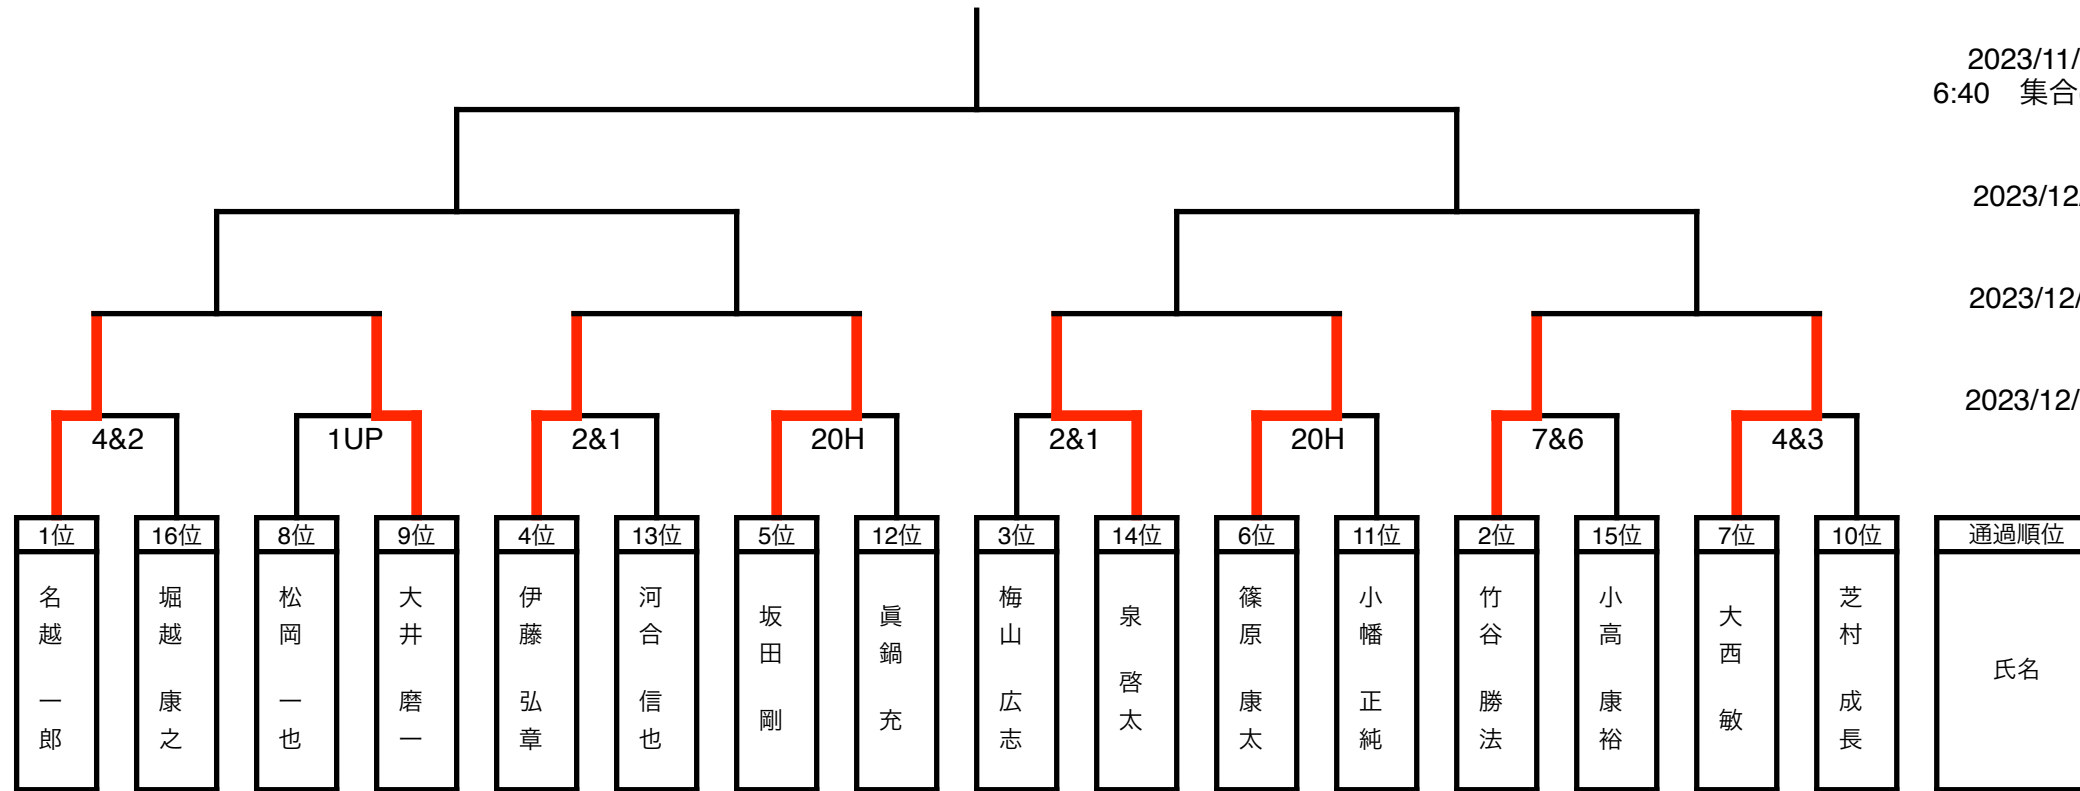 2023/11/
6:40　集合
2023/12/
2023/12/
2023/12/
4&2
1UP
2&1
20H
2&1
20H
7&6
4&3
1位
16位
8位
9位
4位
13位
5位
12位
3位
14位
6位
11位
2位
15位
7位
10位
通過順位
名越　一郎
堀越　康之
松岡　一也
大井　磨一
伊藤　弘章
河合　信也
坂田　剛
眞鍋　充
梅山　広志
泉　啓太
篠原　康太
小幡　正純
竹谷　勝法
小高　康裕
大西　敏
芝村　成長
氏名